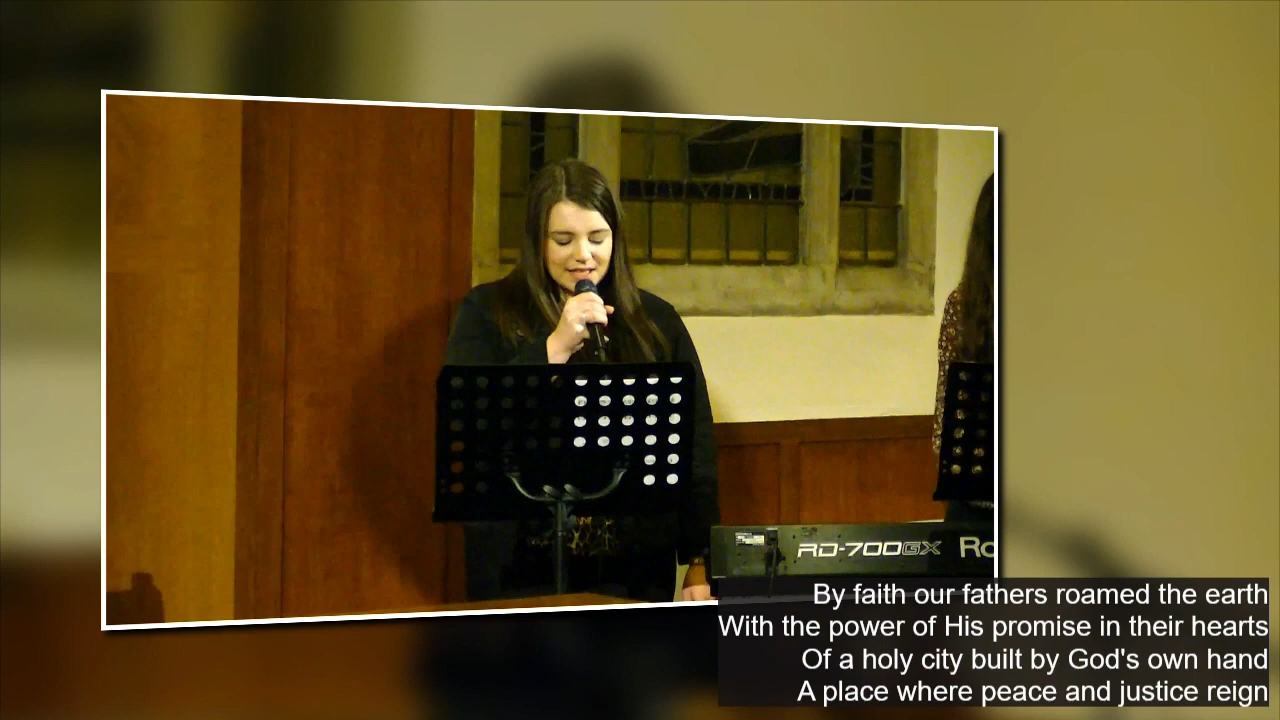 RD-700GX Ro
By faith our fathers roamed the earth
With the power of His promise in their hearts
Of a holy city built by God's own hand
A place where peace and justice reign